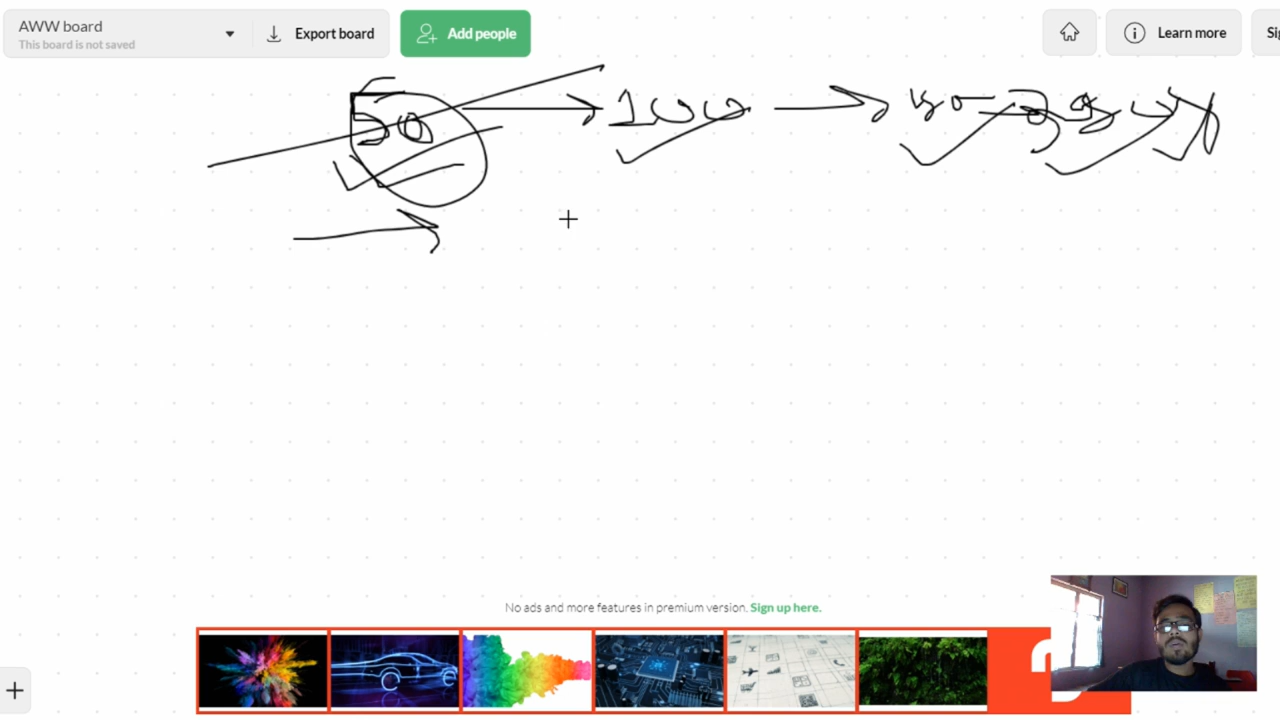 AWW board
This board is not saved
Export board
Add people
Learn more
50 100
No ads and more features in premium version. Sign up here.